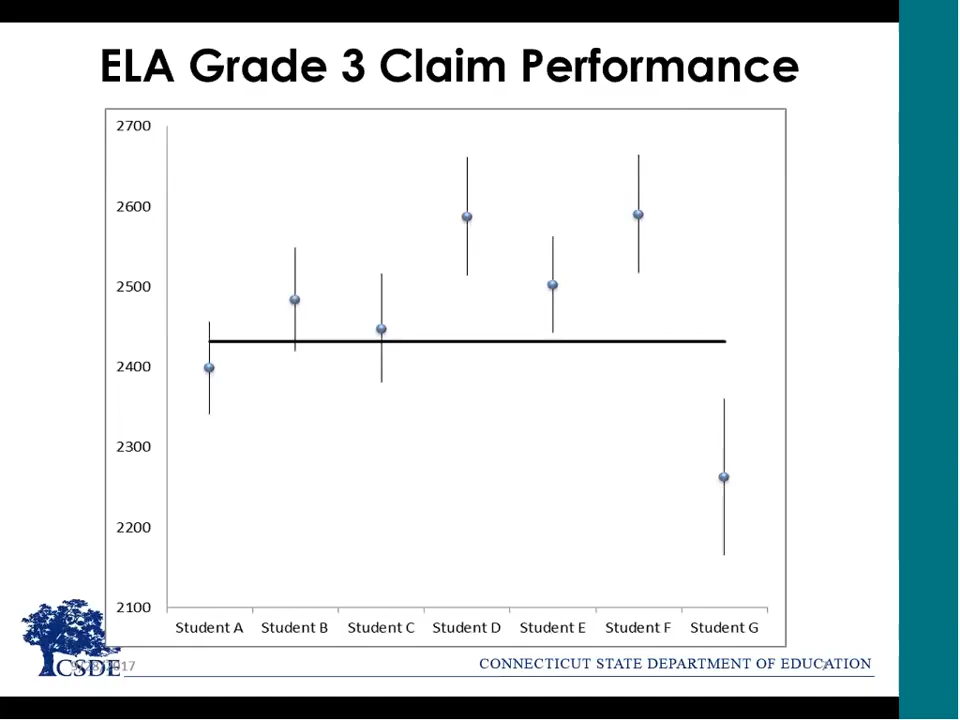 ELA Grade 3 Claim Performance
2700
2600
2500
2400
2300
2200
2100
Student A Student B Student C Student D Student E Student F Student G
CSDE
CONNECTICUT STATE DEPARTMENT OF EDUCATION